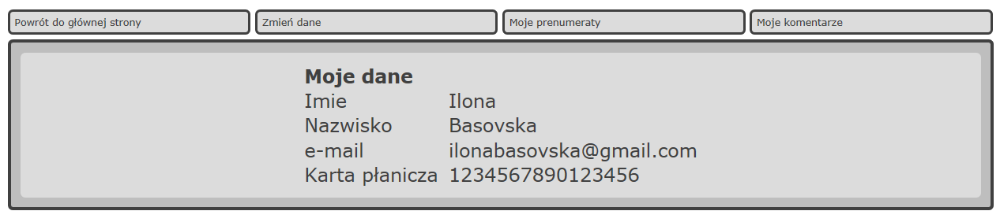 Powrót do głównej strony Zmień dane Moje prenumeraty Moje komentarze
Moje dane
Imie Ilona
Nazwisko Basovska
e-mail ilonabasovska@gmail.com
Karta płanicza 1234567890123456